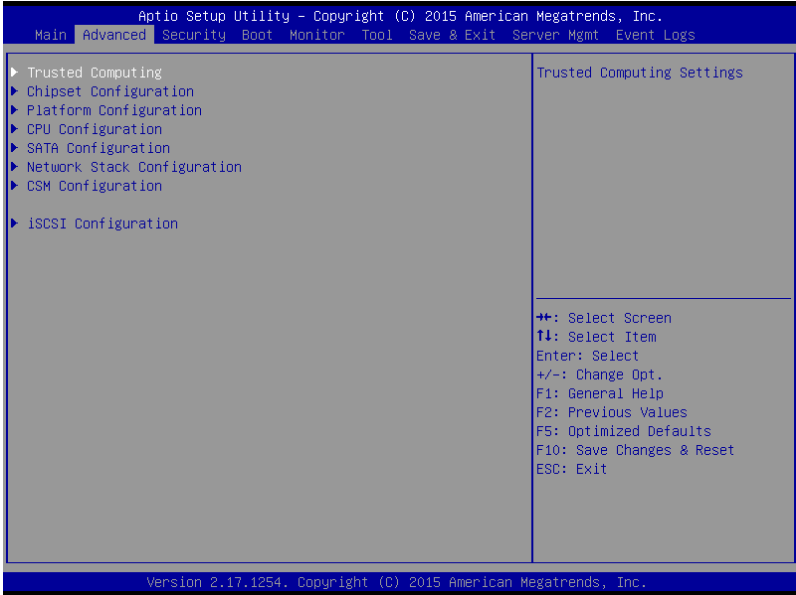 Aptio Setup Utility – Copyright (C) 2015 American Megatrends, Inc.
Main Advanced Security Boot Monitor Tool Save & Exit Server Mgmt Event Logs
▶ Trusted Computing
▶ Chipset Configuration
▶ Platform Configuration
▶ CPU Configuration
▶ SATA Configuration
▶ Network Stack Configuration
▶ CSM Configuration
▶ iSCSI Configuration
Trusted Computing Settings
→←: Select Screen
↑↓: Select Item
Enter: Select
+/-: Change Opt.
F1: General Help
F2: Previous Values
F5: Optimized Defaults
F10: Save Changes & Reset
ESC: Exit
Version 2.17.1254. Copyright (C) 2015 American Megatrends, Inc.